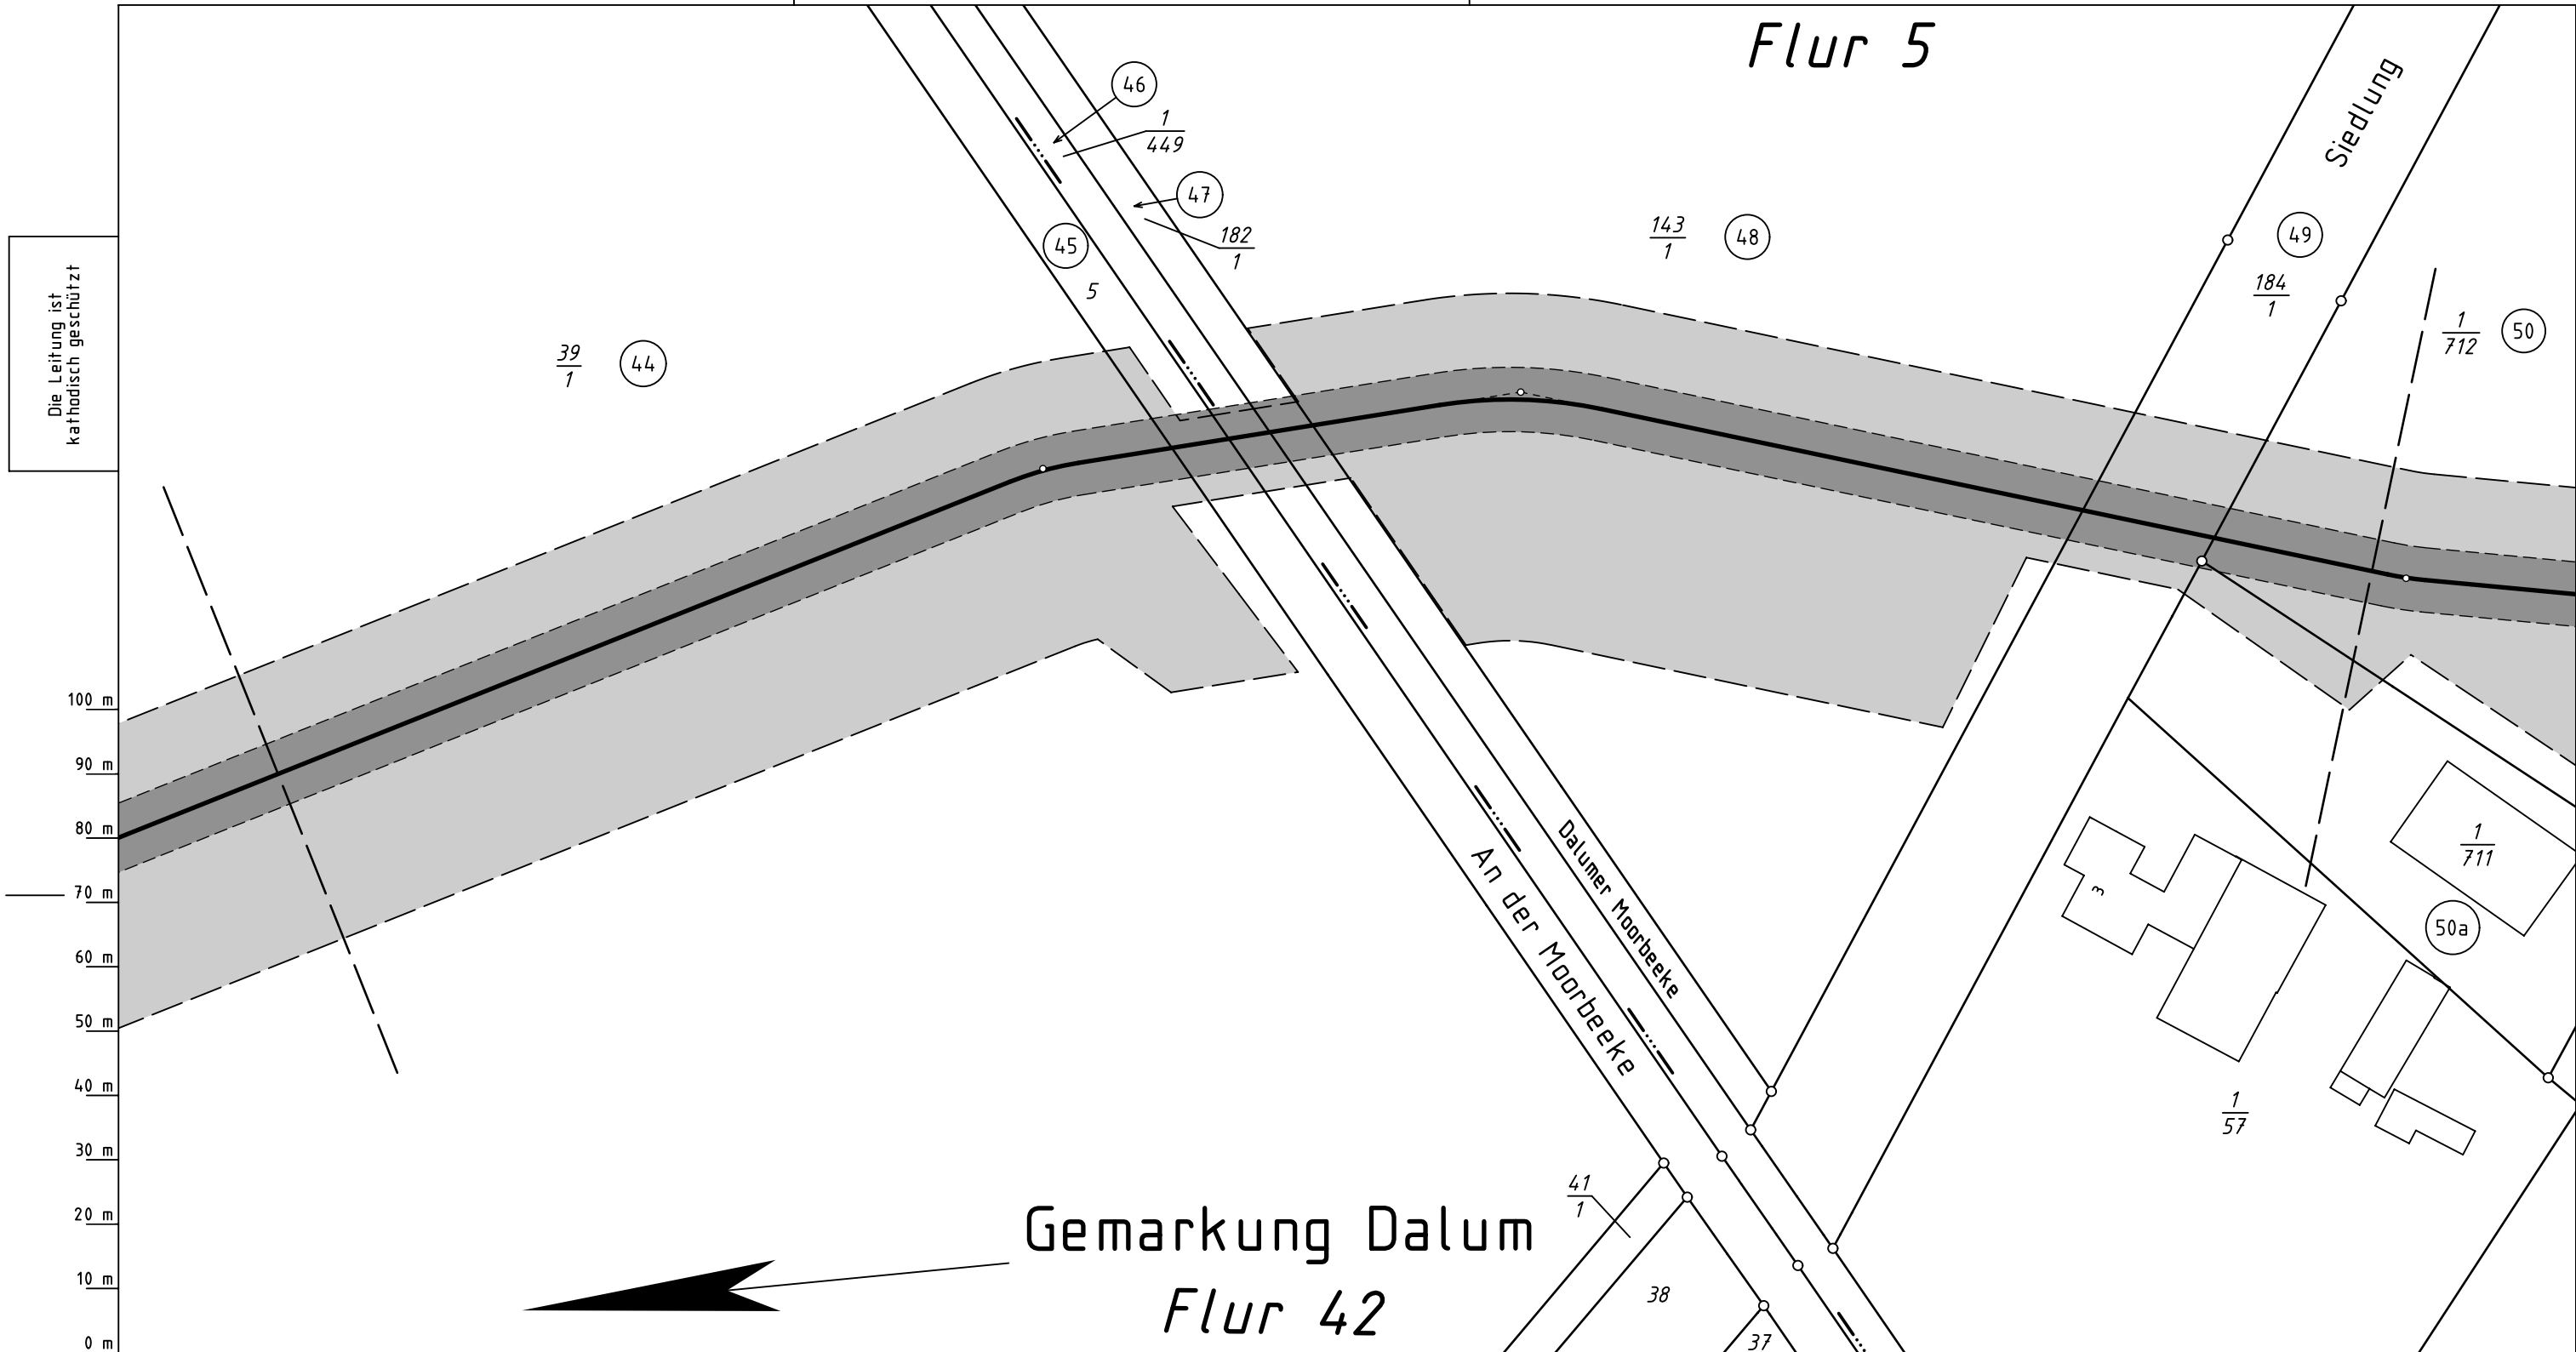 Flur 5
Siedlung
46
1
449
47
182
1
45
5
143
1
48
49
184
1
1
712
50
Die Leitung ist
kathodisch geschützt
39
1
44
100 m
90 m
80 m
70 m
60 m
50 m
40 m
30 m
20 m
10 m
0 m
An der Moorbeeke
Dalumer Moorbeeke
3
1
711
50a
1
57
41
1
Gemarkung Dalum
Flur 42
38
37